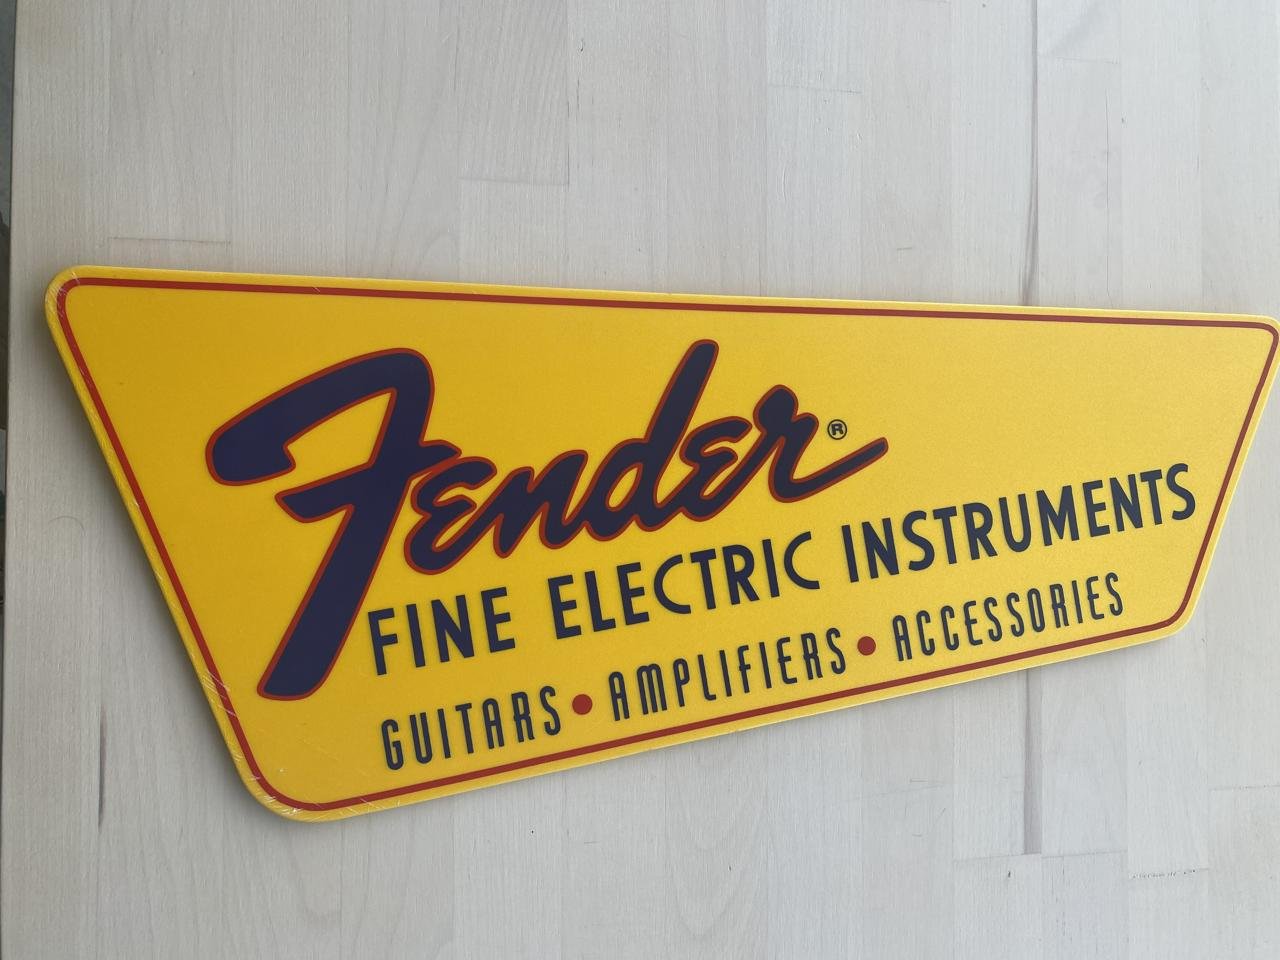 Fender®
FINE ELECTRIC INSTRUMENTS
GUITARS • AMPLIFIERS • ACCESSORIES